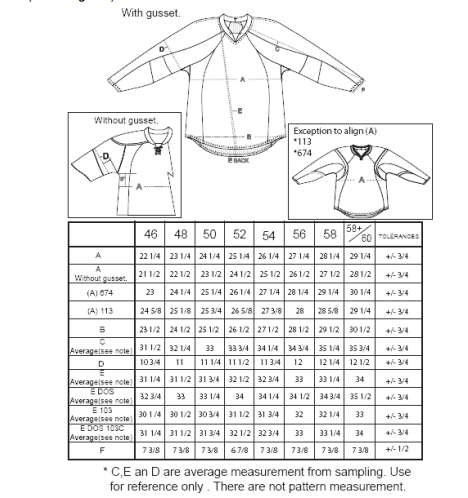 With gusset.
D
C
A
F
E
B
E BACK
Without gusset.
D
A
Exception to align (A)
*113
*674
A
46 48 50 52 54 56 58 58+/60 TOLÉRANCES
A 22 1/4 23 1/4 24 1/4 25 1/4 26 1/4 27 1/4 28 1/4 29 1/4 +/- 3/4
A
Without gusset. 21 1/2 22 1/2 23 1/2 24 1/2 25 1/2 26 1/2 27 1/2 28 1/2 +/- 3/4
(A) 674 23 24 1/4 25 1/4 26 1/4 27 1/4 28 1/4 29 1/4 30 1/4 +/- 3/4
(A) 113 24 5/8 25 1/8 25 3/4 26 5/8 27 3/8 28 28 5/8 29 1/4 +/- 3/4
B 23 1/2 24 1/2 25 1/2 26 1/2 27 1/2 28 1/2 29 1/2 30 1/2 +/- 3/4
C
Average(see note) 31 1/2 32 1/4 33 33 3/4 34 1/4 34 3/4 35 1/4 35 3/4 +/- 3/4
D 10 3/4 11 11 1/4 11 1/2 11 3/4 12 12 1/4 12 1/2 +/- 3/4
E
Average(see note) 31 1/4 31 1/2 31 3/4 32 1/2 32 3/4 33 33 1/4 34 +/- 3/4
E DOS
Average(see note) 32 3/4 33 33 1/4 34 34 1/4 34 1/2 34 3/4 35 1/2 +/- 3/4
E 103
Average(see note) 30 1/4 30 1/2 30 3/4 31 1/2 31 3/4 32 32 1/4 33 +/- 3/4
E DOS 103C
Average(see note) 31 1/4 31 1/2 31 3/4 32 1/2 32 3/4 33 33 1/4 34 +/- 3/4
F 7 3/8 7 3/8 7 3/8 6 7/8 7 3/8 7 3/8 7 3/8 7 3/8 +/- 1/2
* C,E an D are average measurement from sampling. Use
for reference only . There are not pattern measurement.